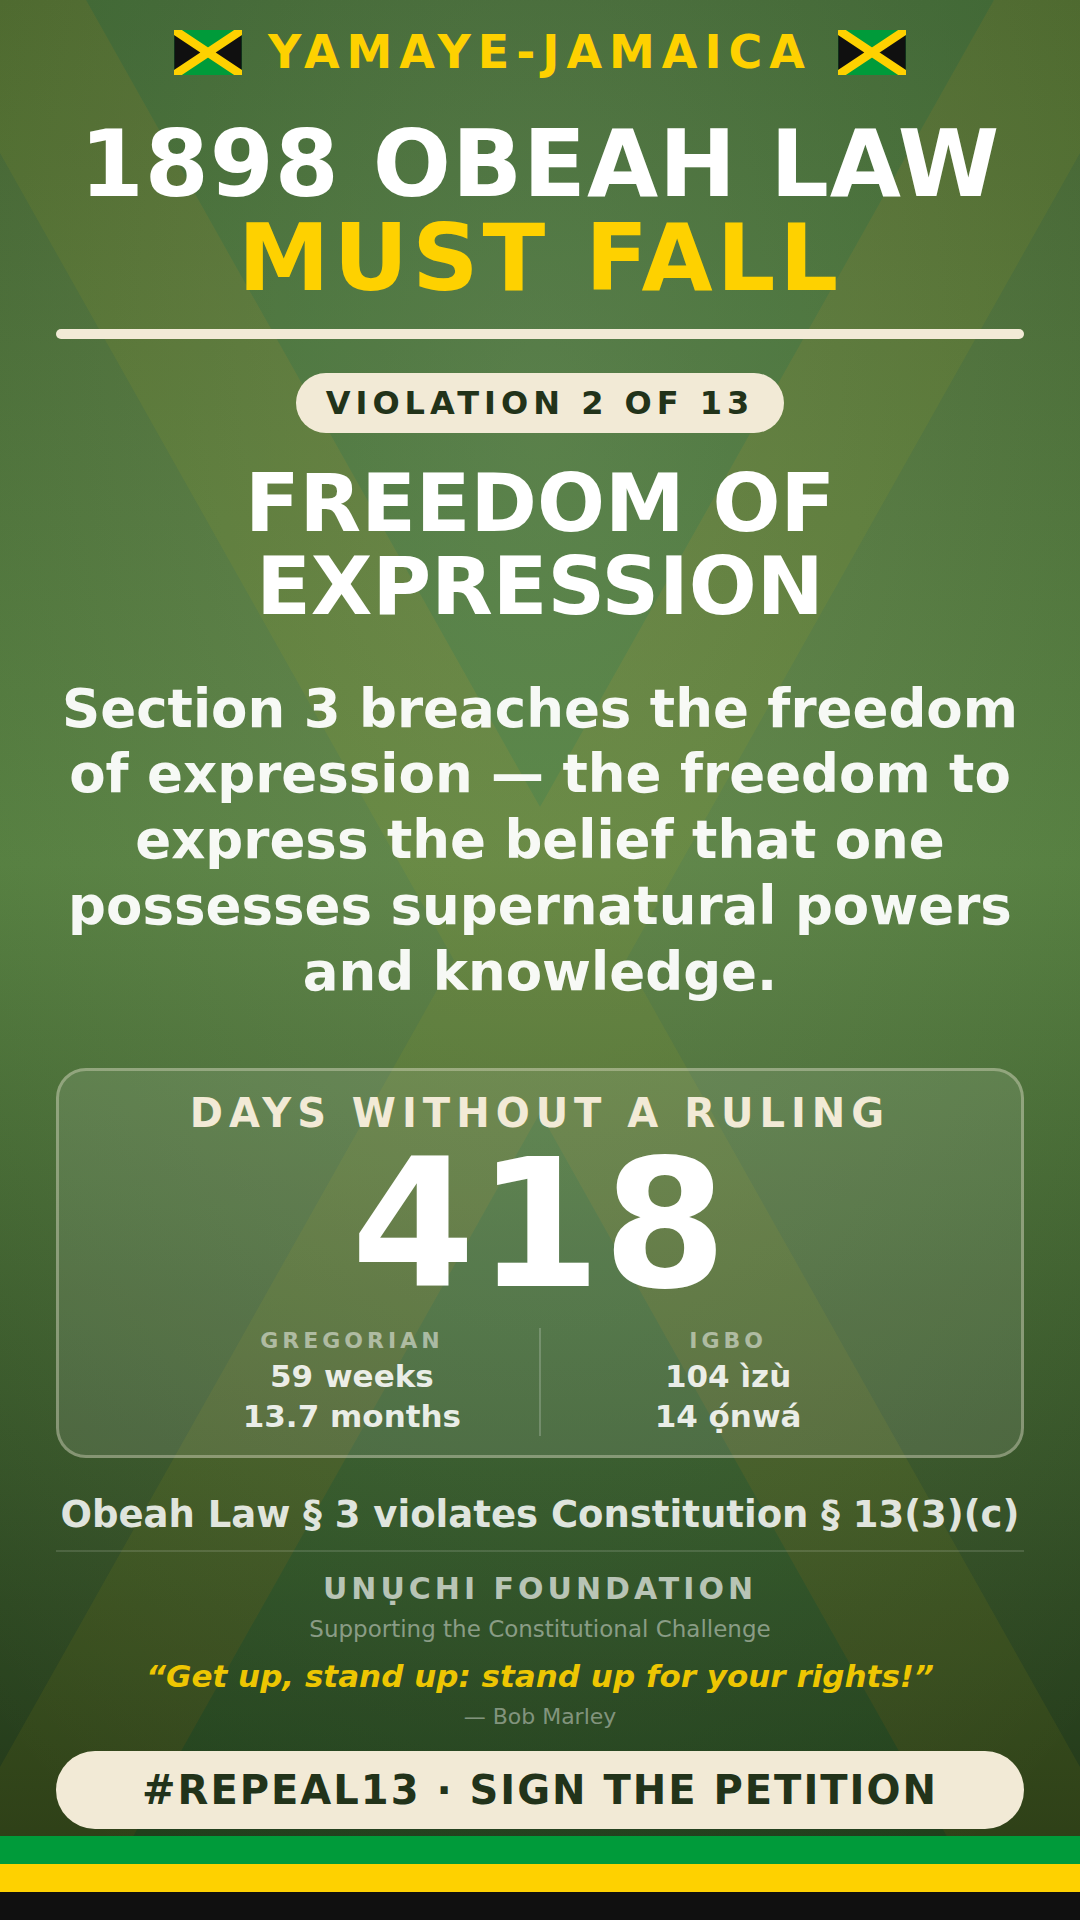 YAMAYE-JAMAICA
1898 OBEAH LAW
MUST FALL
VIOLATION 2 OF 13
FREEDOM OF
EXPRESSION
Section 3 breaches the freedom
of expression — the freedom to
express the belief that one
possesses supernatural powers
and knowledge.
DAYS WITHOUT A RULING
418
GREGORIAN
59 weeks
13.7 months
IGBO
104 ìzù
14 ọ́nwá
Obeah Law § 3 violates Constitution § 13(3)(c)
UNỤCHI FOUNDATION
Supporting the Constitutional Challenge
“Get up, stand up: stand up for your rights!”
— Bob Marley
#REPEAL13 · SIGN THE PETITION